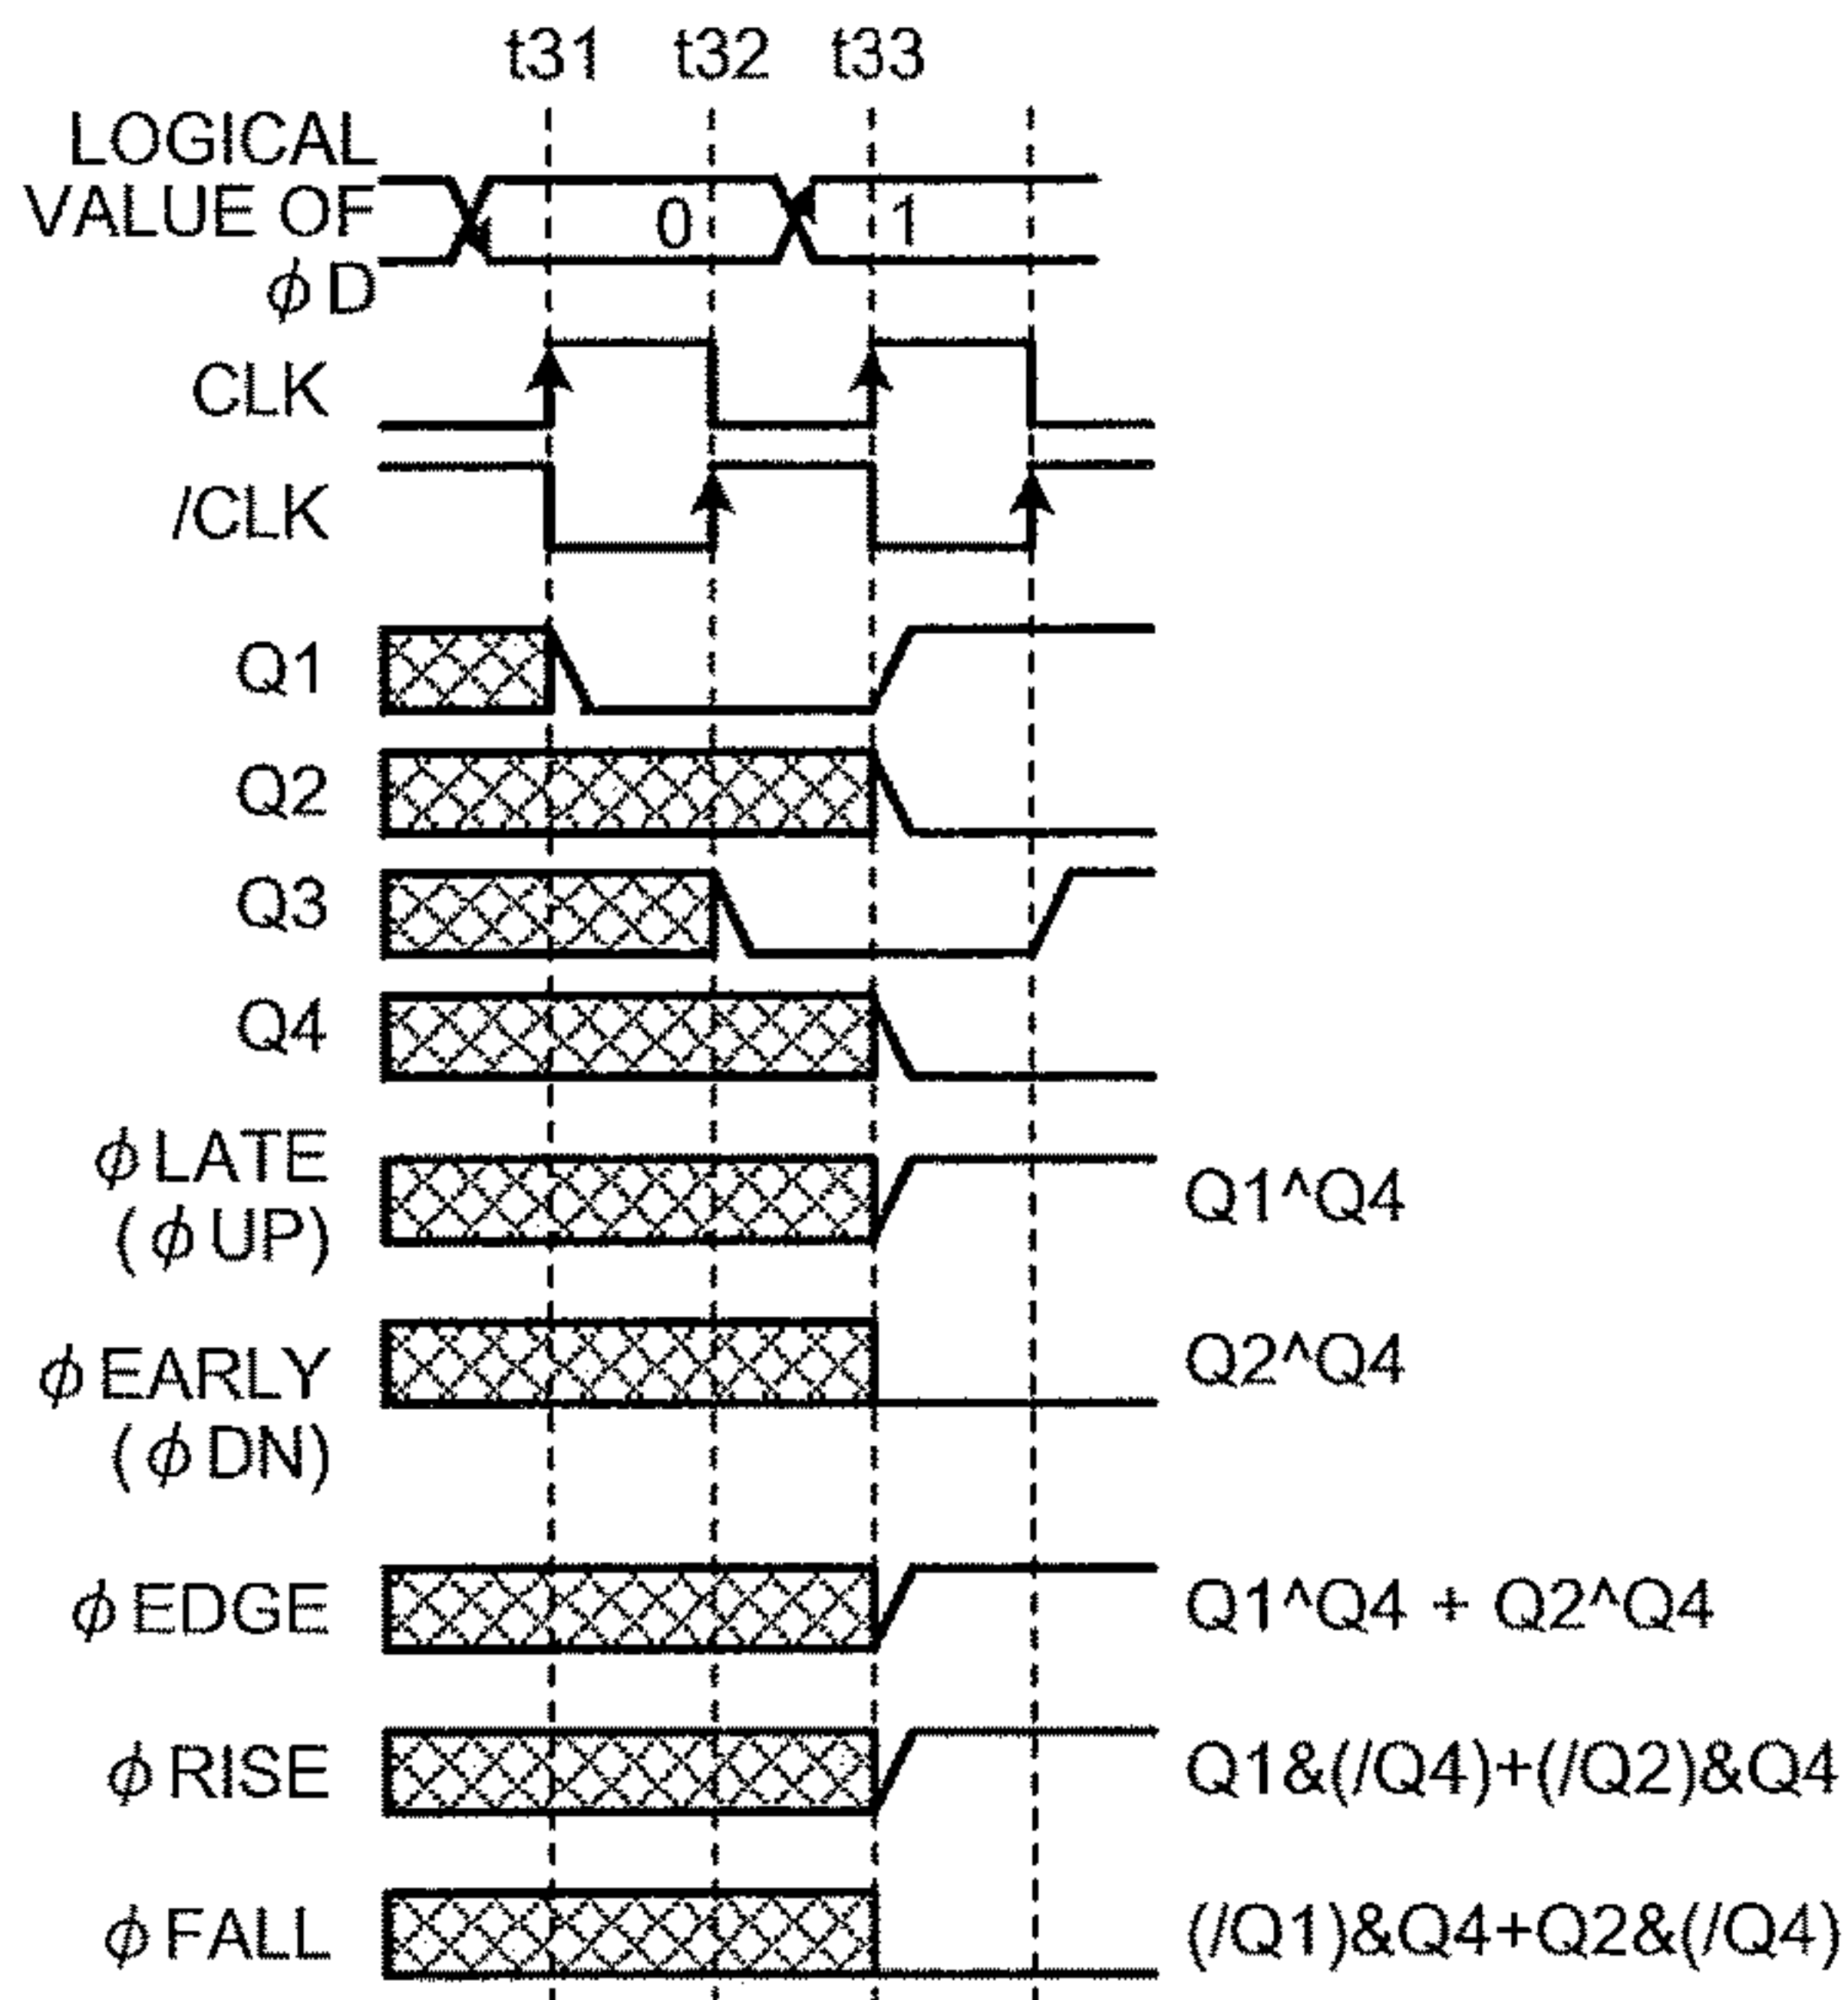 t31 t32 t33
LOGICAL
VALUE OF
ϕD
0 1
CLK
/CLK
Q1
Q2
Q3
Q4
ϕLATE
(ϕUP)
Q1^Q4
ϕEARLY
(ϕDN)
Q2^Q4
ϕEDGE
Q1^Q4 + Q2^Q4
ϕRISE
Q1&(/Q4)+(/Q2)&Q4
ϕFALL
(/Q1)&Q4+Q2&(/Q4)